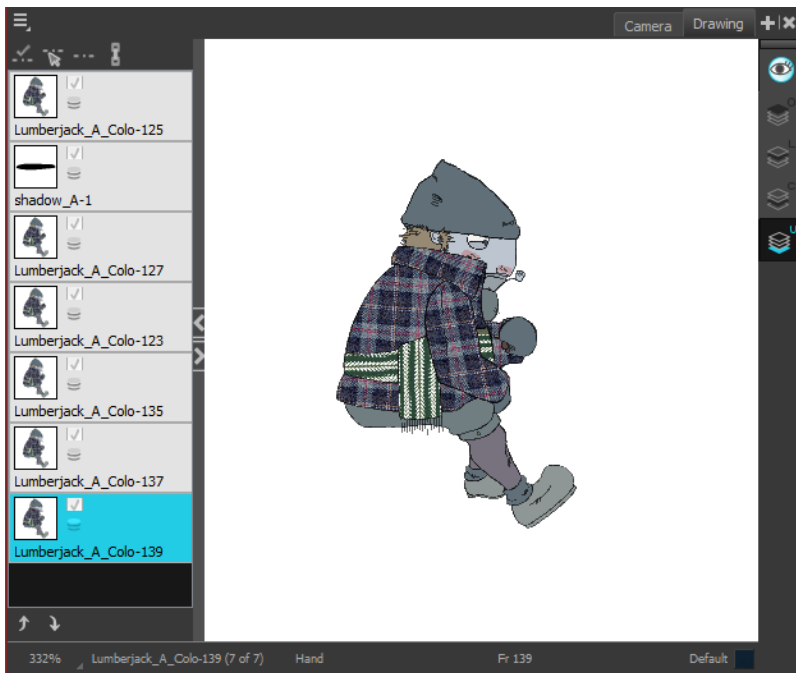 Camera
Drawing
Lumberjack_A_Colo-125
shadow_A-1
Lumberjack_A_Colo-127
Lumberjack_A_Colo-123
Lumberjack_A_Colo-135
Lumberjack_A_Colo-137
Lumberjack_A_Colo-139
O
L
C
U
332% Lumberjack_A_Colo-139 (7 of 7) Hand Fr 139 Default